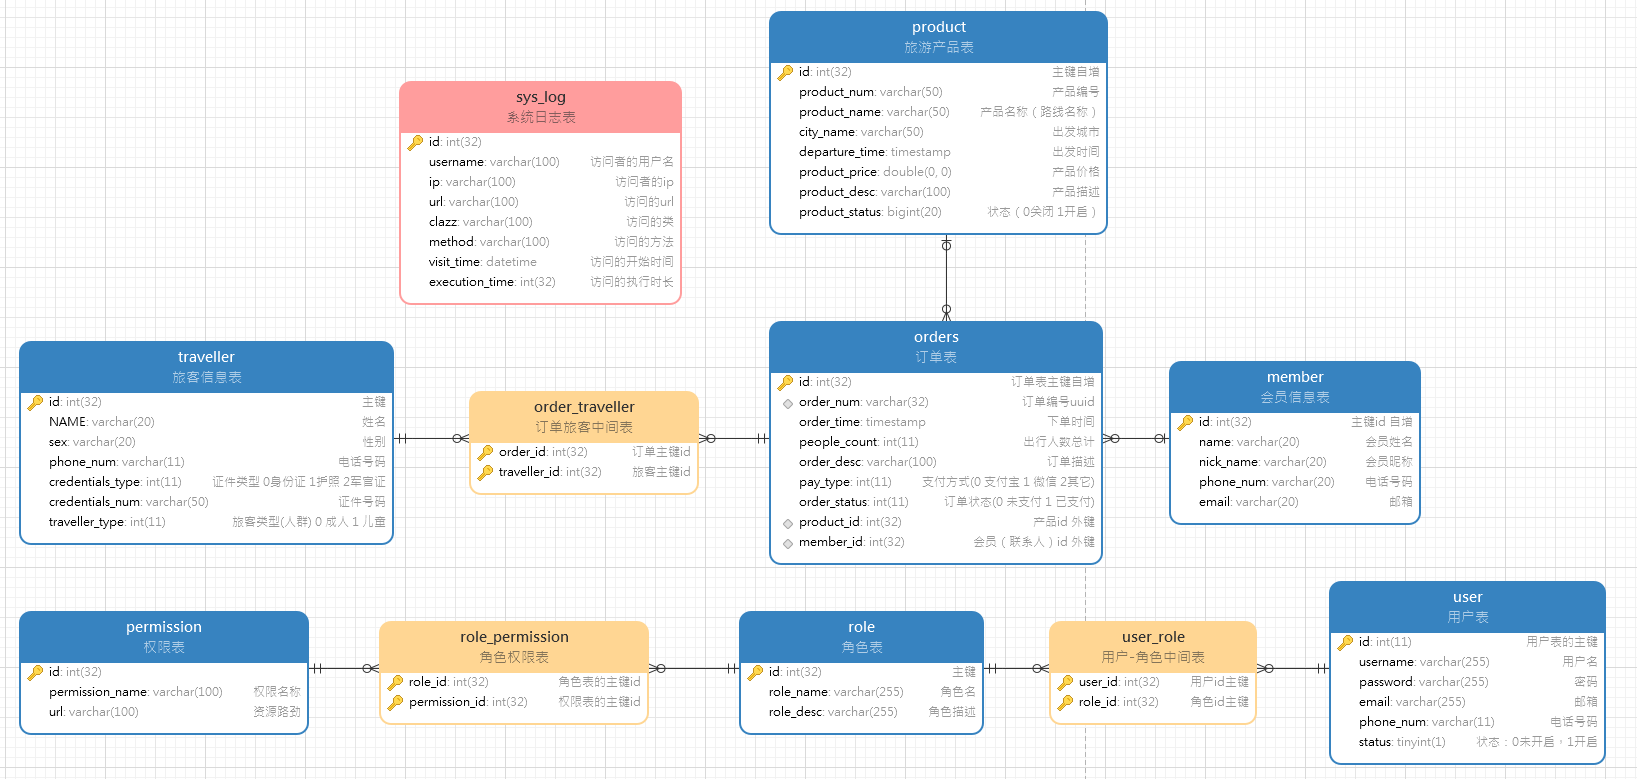 product
旅游产品表
id: int(32) 主键自增
product_num: varchar(50) 产品编号
product_name: varchar(50) 产品名称（路线名称）
city_name: varchar(50) 出发城市
departure_time: timestamp 出发时间
product_price: double(0, 0) 产品价格
product_desc: varchar(100) 产品描述
product_status: bigint(20) 状态（0关闭 1开启）
sys_log
系统日志表
id: int(32)
username: varchar(100) 访问者的用户名
ip: varchar(100) 访问者的ip
url: varchar(100) 访问的url
clazz: varchar(100) 访问的类
method: varchar(100) 访问的方法
visit_time: datetime 访问的开始时间
execution_time: int(32) 访问的执行时长
traveller
旅客信息表
id: int(32) 主键
NAME: varchar(20) 姓名
sex: varchar(20) 性别
phone_num: varchar(11) 电话号码
credentials_type: int(11) 证件类型 0身份证 1护照 2军官证
credentials_num: varchar(50) 证件号码
traveller_type: int(11) 旅客类型(人群) 0 成人 1 儿童
order_traveller
订单旅客中间表
order_id: int(32) 订单主键id
traveller_id: int(32) 旅客主键id
orders
订单表
id: int(32) 订单表主键自增
order_num: varchar(32) 订单编号uuid
order_time: timestamp 下单时间
people_count: int(11) 出行人数总计
order_desc: varchar(100) 订单描述
pay_type: int(11) 支付方式(0 支付宝 1 微信 2其它)
order_status: int(11) 订单状态(0 未支付 1 已支付)
product_id: int(32) 产品id 外键
member_id: int(32) 会员（联系人）id 外键
member
会员信息表
id: int(32) 主键id 自增
name: varchar(20) 会员姓名
nick_name: varchar(20) 会员昵称
phone_num: varchar(20) 电话号码
email: varchar(20) 邮箱
permission
权限表
id: int(32)
permission_name: varchar(100) 权限名称
url: varchar(100) 资源路劲
role_permission
角色权限表
role_id: int(32) 角色表的主键id
permission_id: int(32) 权限表的主键id
role
角色表
id: int(32) 主键
role_name: varchar(255) 角色名
role_desc: varchar(255) 角色描述
user_role
用户-角色中间表
user_id: int(32) 用户id主键
role_id: int(32) 角色id主键
user
用户表
id: int(11) 用户表的主键
username: varchar(255) 用户名
password: varchar(255) 密码
email: varchar(255) 邮箱
phone_num: varchar(11) 电话号码
status: tinyint(1) 状态：0未开启，1开启